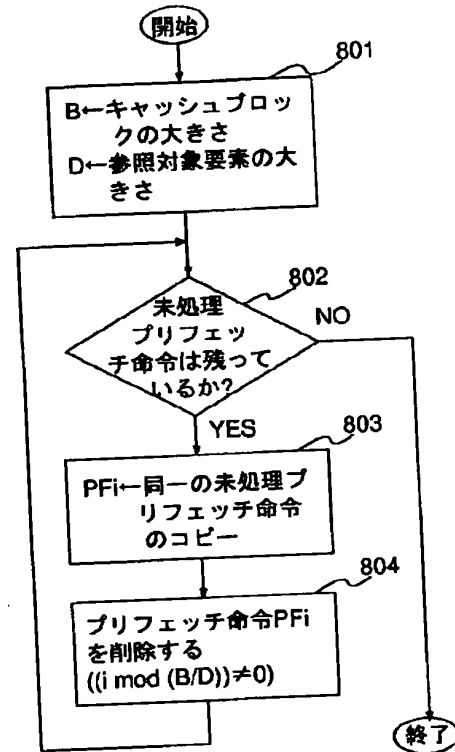 開始
801
B←キャッシュブロッ
クの大きさ
D←参照対象要素の大
きさ
802
未処理
プリフェッ
チ命令は残って
いるか?
NO
YES
803
PFi←同一の未処理プ
リフェッチ命令
のコピー
804
プリフェッチ命令PFi
を削除する
((i mod (B/D))≠0)
終了